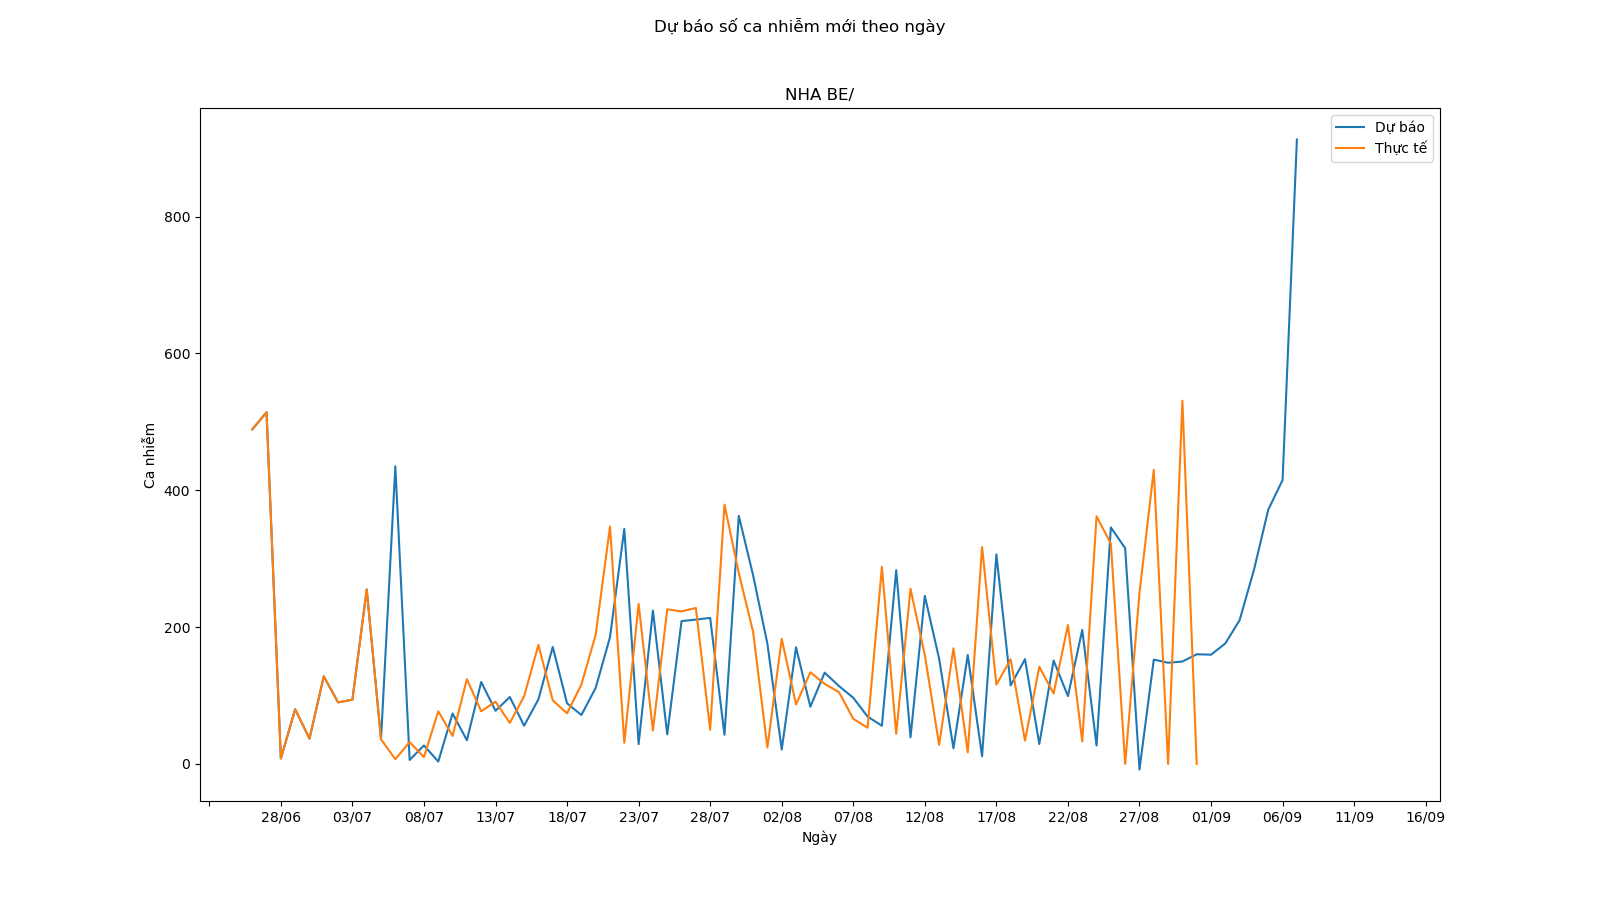 Dự báo số ca nhiễm mới theo ngày
NHA BE/
Dự báo
Thực tế
Ca nhiễm
800
600
400
200
0
28/06 03/07 08/07 13/07 18/07 23/07 28/07 02/08 07/08 12/08 17/08 22/08 27/08 01/09 06/09 11/09 16/09
Ngày